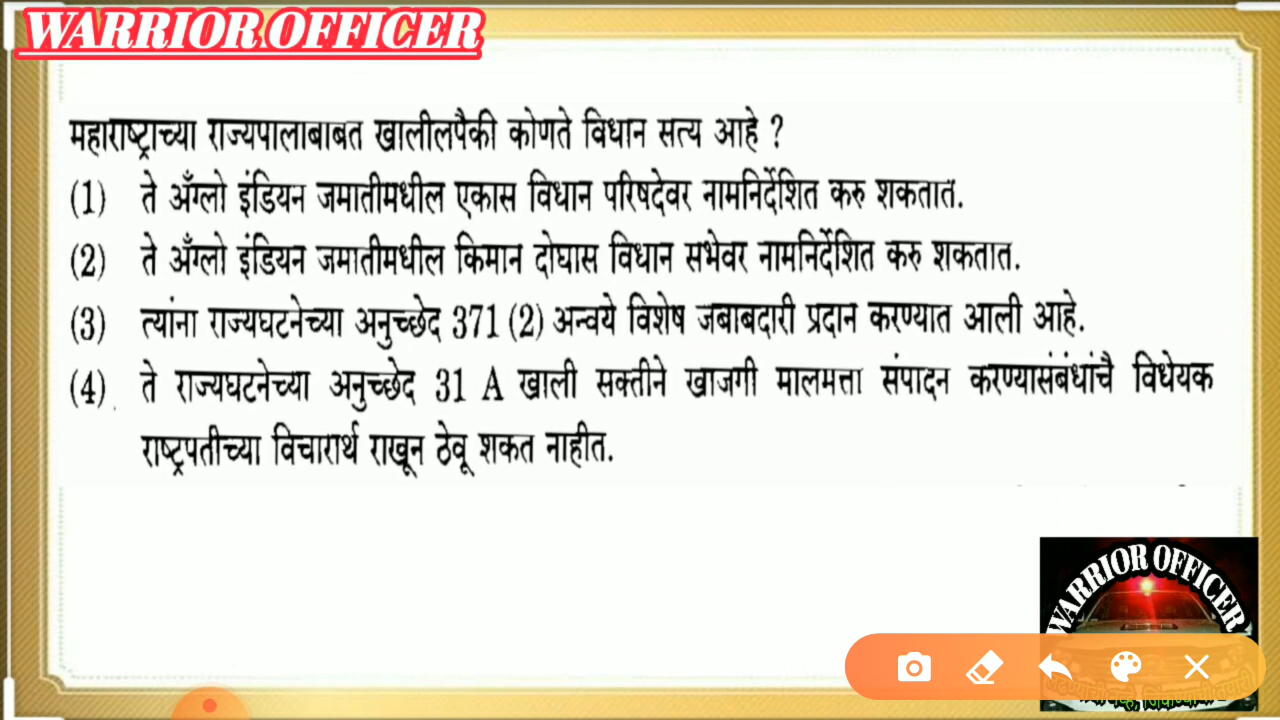 WARRIOR OFFICER
महाराष्ट्राच्या राज्यपालाबाबत खालीलपैकी कोणते विधान सत्य आहे ?
(1) ते अँग्लो इंडियन जमातीमधील एकास विधान परिषदेवर नामनिर्देशित करु शकतात.
(2) ते अँग्लो इंडियन जमातीमधील किमान दोघास विधान सभेवर नामनिर्देशित करु शकतात.
(3) त्यांना राज्यघटनेच्या अनुच्छेद 371 (2) अन्वये विशेष जबाबदारी प्रदान करण्यात आली आहे.
(4) ते राज्यघटनेच्या अनुच्छेद 31 A खाली सक्तीने खाजगी मालमत्ता संपादन करण्यासंबंधांचै विधेयक
राष्ट्रपतीच्या विचारार्थ राखून ठेवू शकत नाहीत.
WARRIOR OFFICER